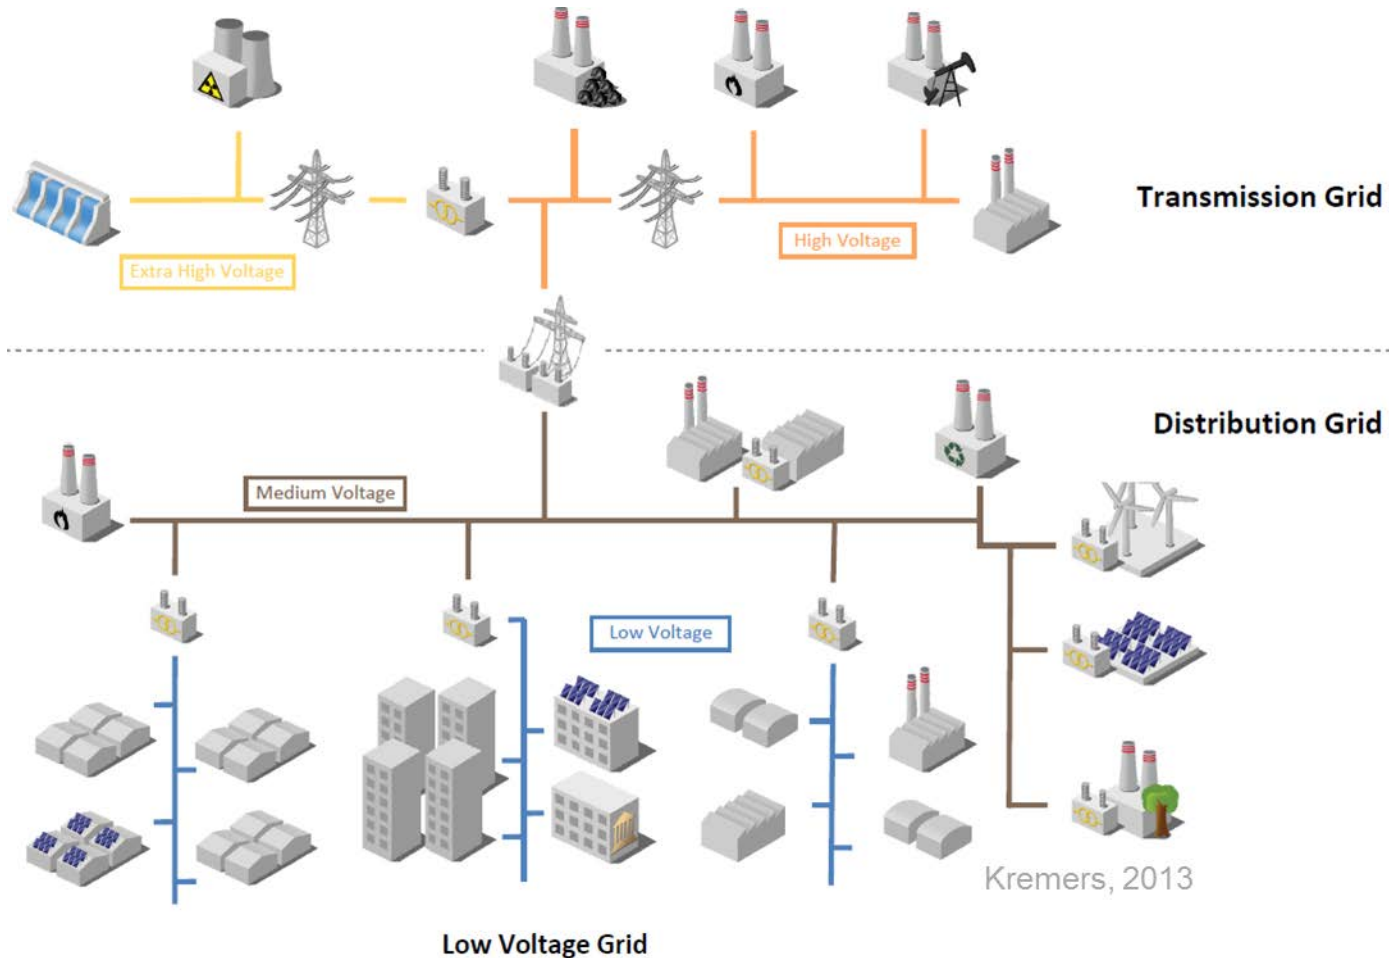 Transmission Grid
High Voltage
Extra High Voltage
Distribution Grid
Medium Voltage
Low Voltage
Kremers, 2013
Low Voltage Grid